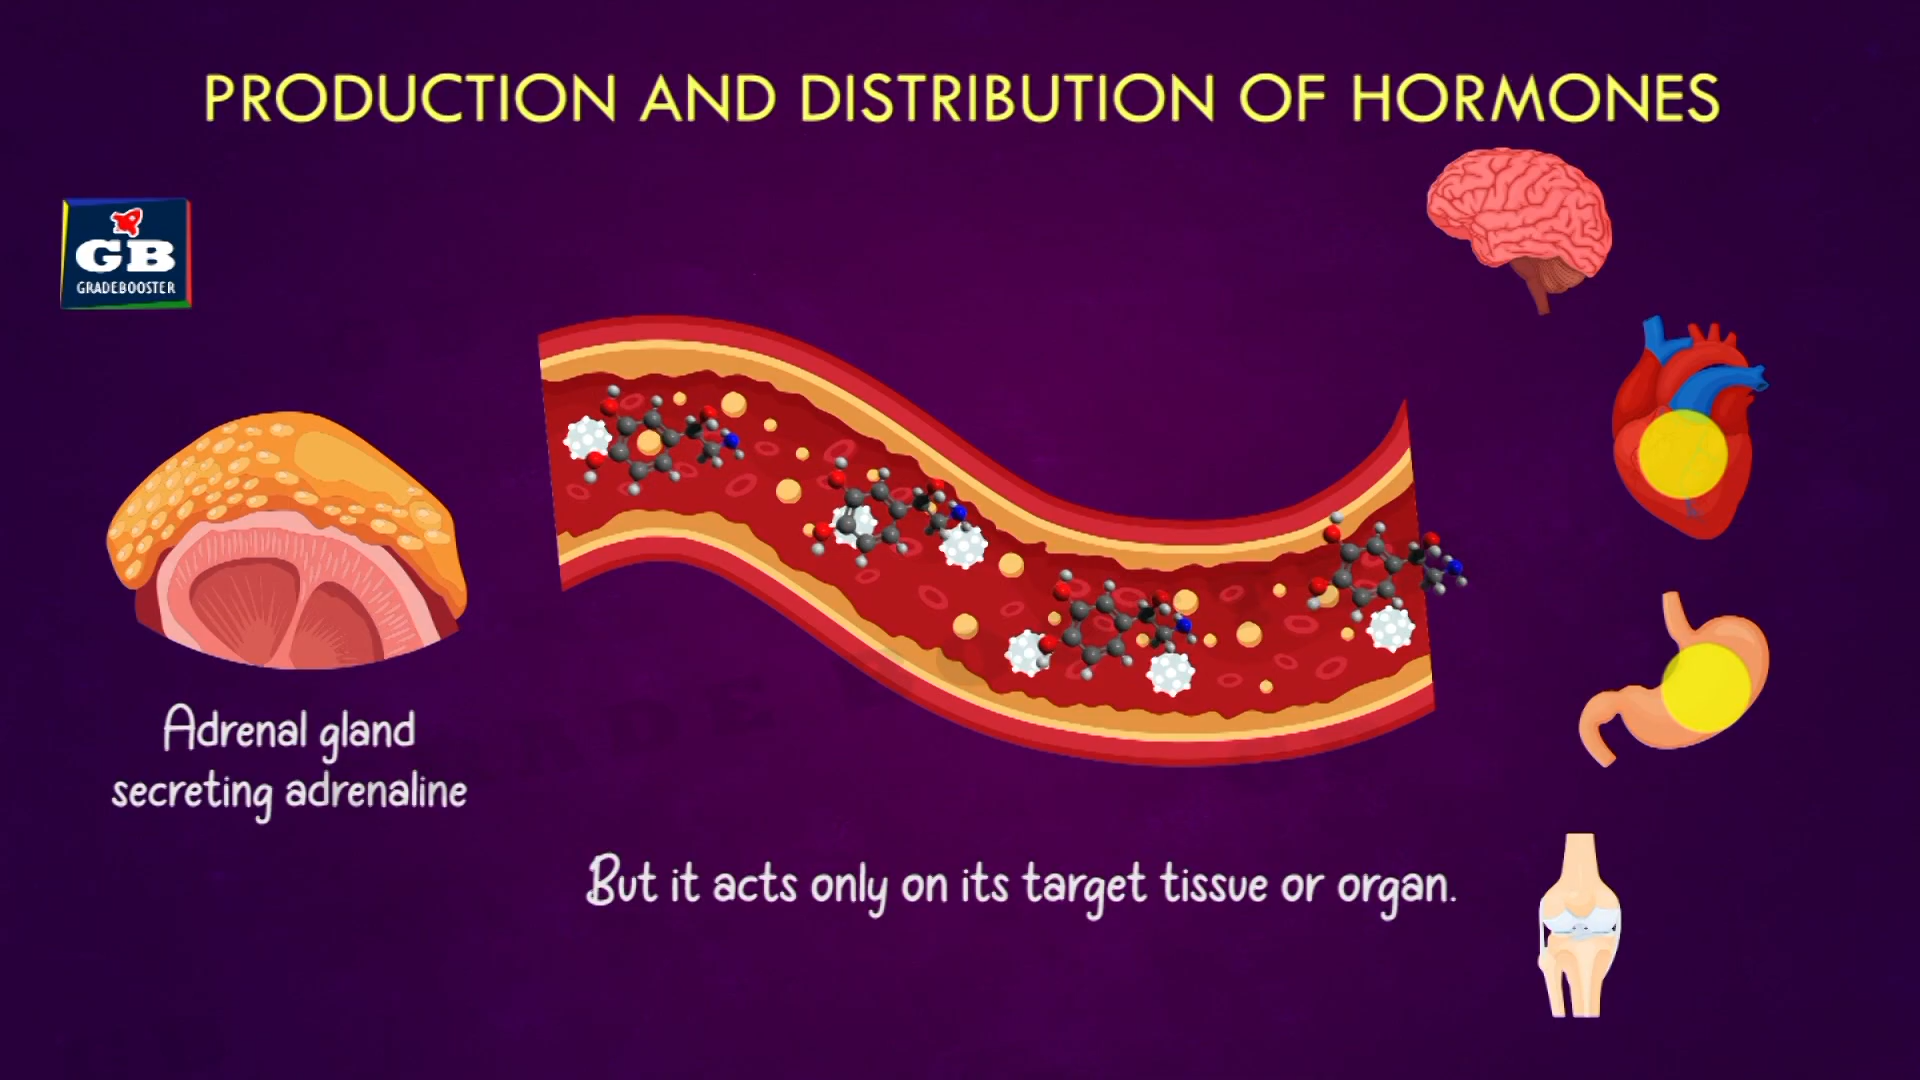 PRODUCTION AND DISTRIBUTION OF HORMONES
GB
GRADEBOOSTER
Adrenal gland
secreting adrenaline
But it acts only on its target tissue or organ.